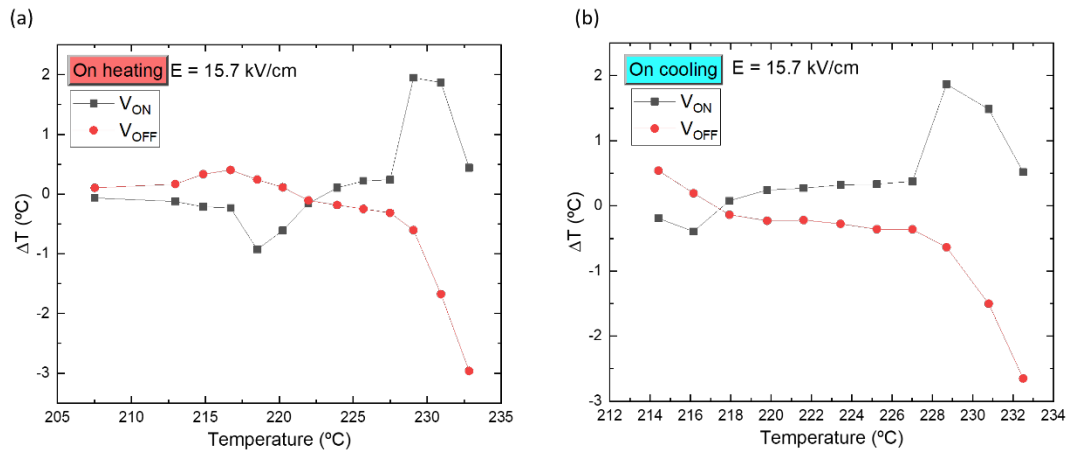 (a)
On heating E = 15.7 kV/cm
V_ON
V_OFF
2
1
0
-1
-2
-3
ΔT (ºC)
205 210 215 220 225 230 235
Temperature (ºC)
(b)
On cooling E = 15.7 kV/cm
V_ON
V_OFF
2
1
0
-1
-2
-3
ΔT (ºC)
212 214 216 218 220 222 224 226 228 230 232 234
Temperature (ºC)